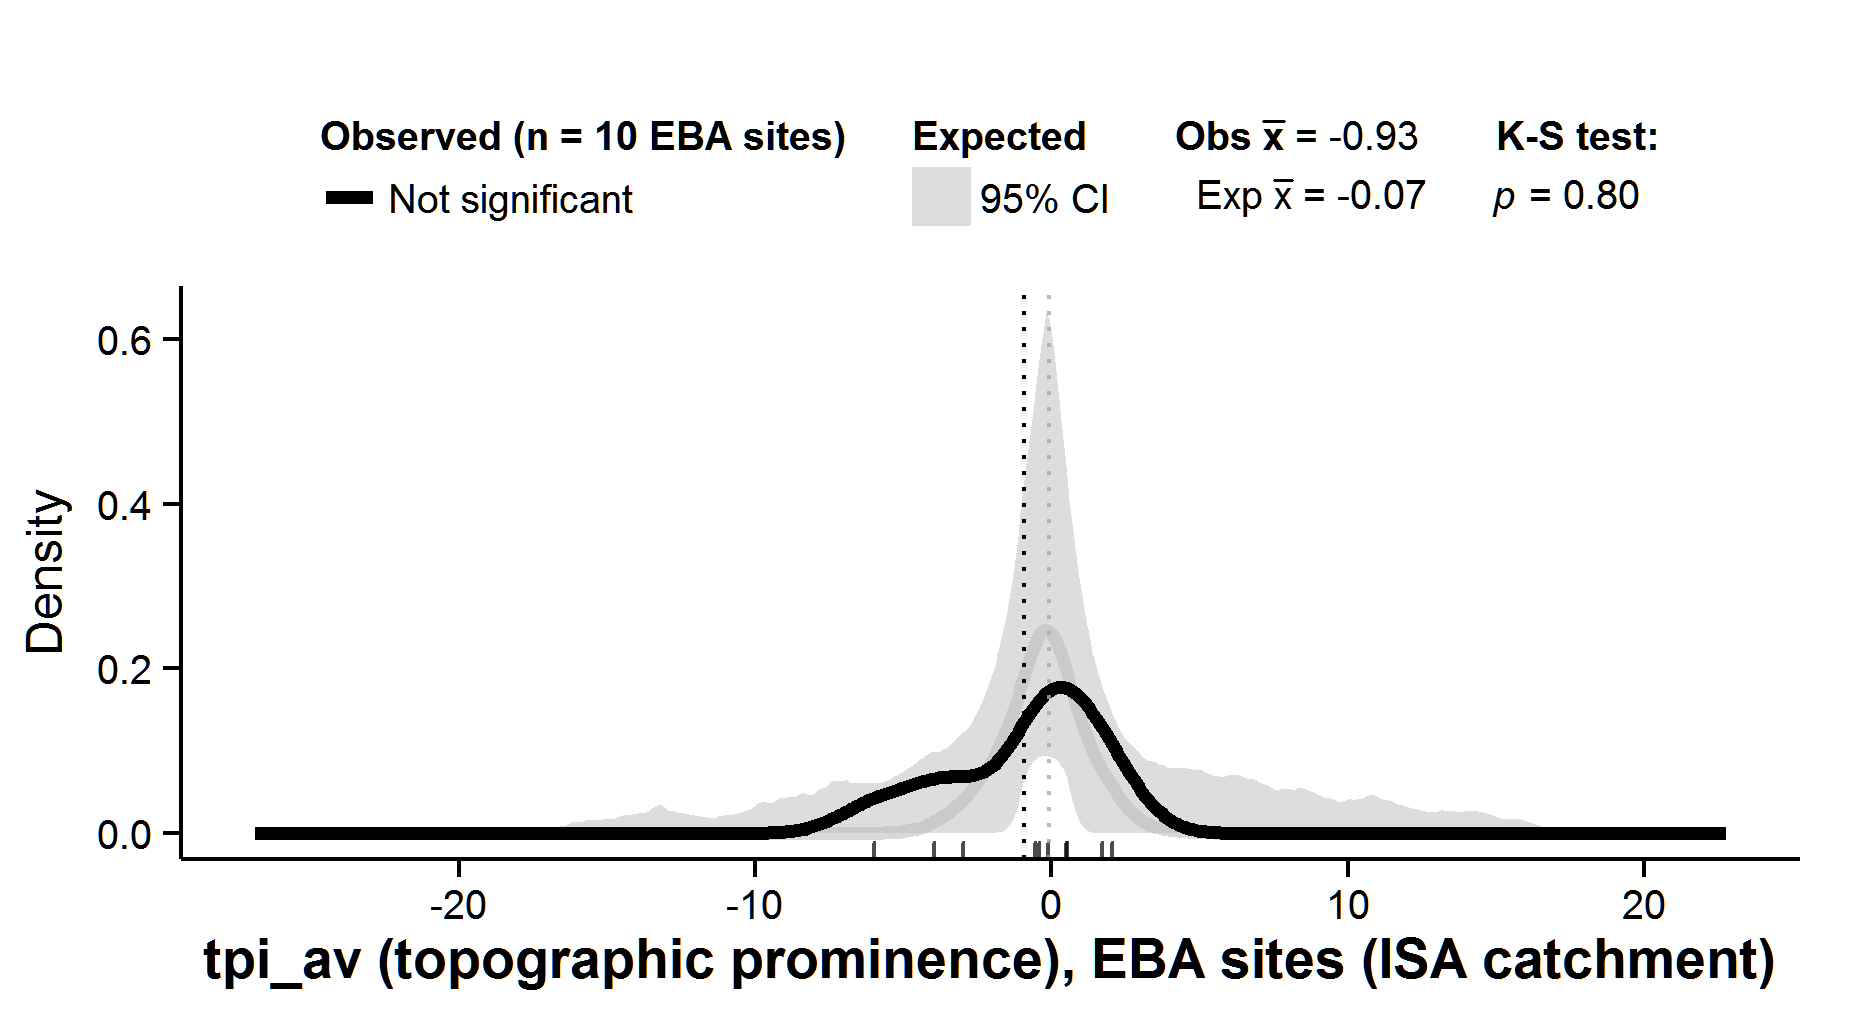 Observed (n = 10 EBA sites) Expected Obs x̅ = -0.93 K-S test:
Not significant 95% CI Exp x̅ = -0.07 p = 0.80
Density
0.6
0.4
0.2
0.0
-20 -10 0 10 20
tpi_av (topographic prominence), EBA sites (ISA catchment)